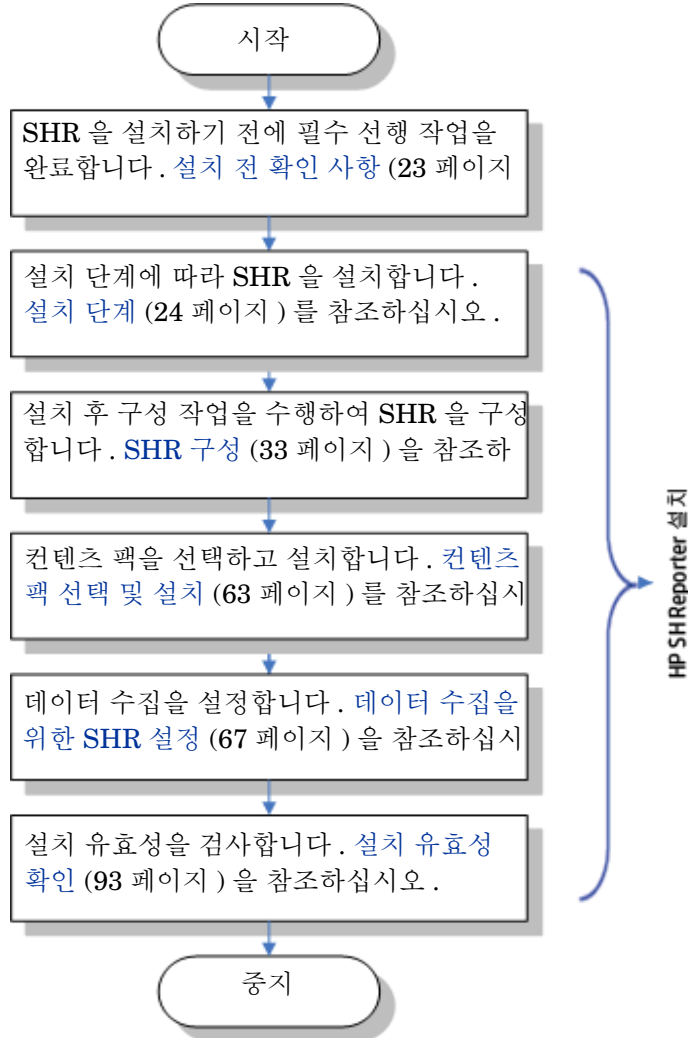 시작
SHR 을 설치하기 전에 필수 선행 작업을
완료합니다 . 설치 전 확인 사항 (23 페이지
설치 단계에 따라 SHR 을 설치합니다 .
설치 단계 (24 페이지 ) 를 참조하십시오 .
설치 후 구성 작업을 수행하여 SHR 을 구성
합니다 . SHR 구성 (33 페이지 ) 을 참조하
컨텐츠 팩을 선택하고 설치합니다 . 컨텐츠
팩 선택 및 설치 (63 페이지 ) 를 참조하십시
데이터 수집을 설정합니다 . 데이터 수집을
위한 SHR 설정 (67 페이지 ) 을 참조하십시
설치 유효성을 검사합니다 . 설치 유효성
확인 (93 페이지 ) 을 참조하십시오 .
중지
HP SH Reporter 설치